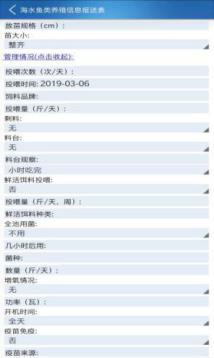 海水鱼类养殖信息报送表
放苗规格（cm）:
苗大小:
整齐
管理情况(点击收起):
投喂次数（次/天）:
投喂时间: 2019-03-06
饲料品牌:
投喂量（斤/天）:
剩料:
无
料台:
无
料台观察:
小时吃完
鲜活饵料投喂:
否
投喂量（斤/天、周）:
鲜活饵料种类:
全池用菌:
不用
几小时后用:
菌种:
数量（斤/天）:
增氧情况:
无
功率（瓦）:
开机时间:
全天
疫苗免疫:
否
疫苗来源: